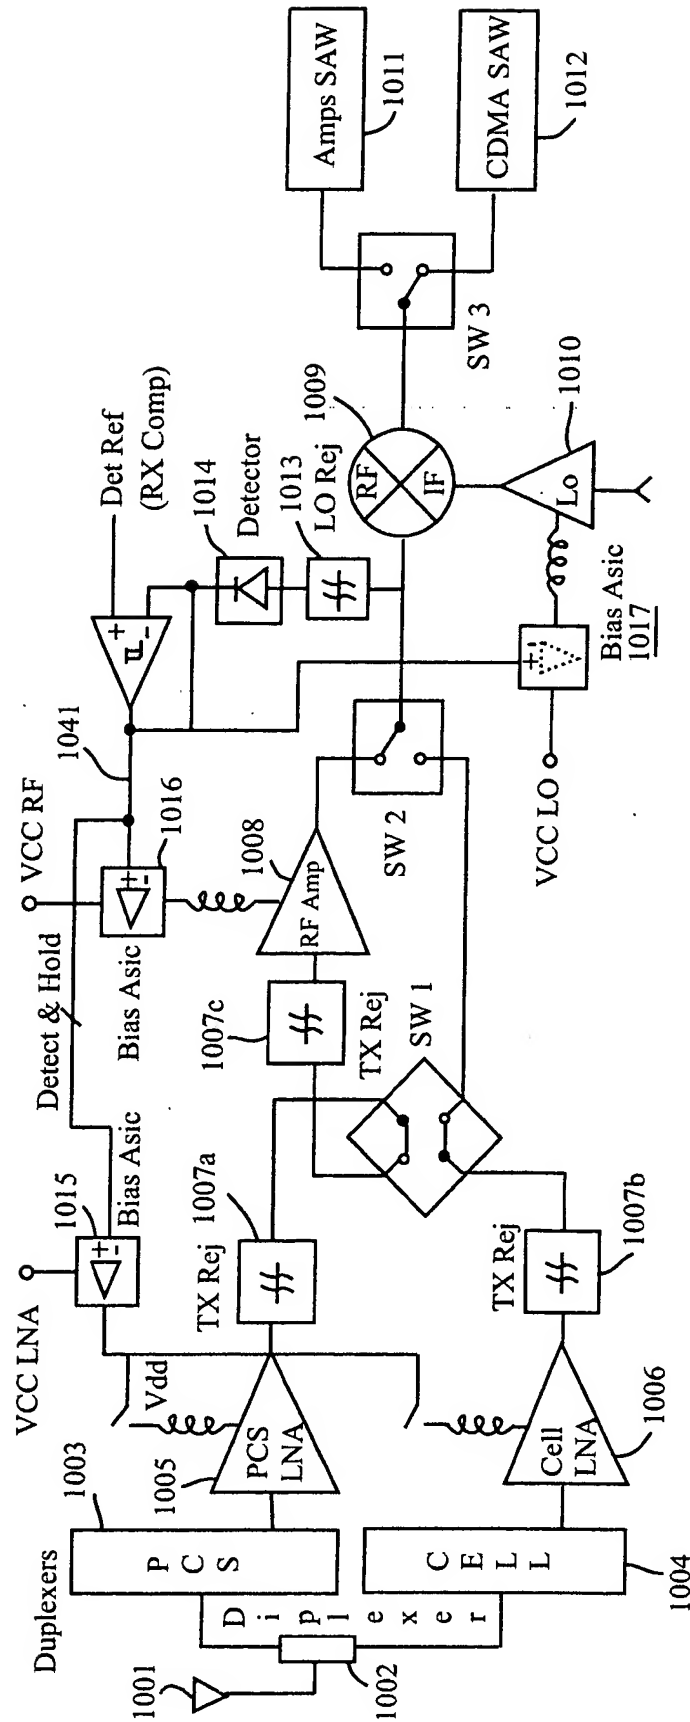 Duplexers
1001
1002
Diplexer
1003
PCS
CELL
1004
VCC LNA
1015
Bias Asic
Vdd
1005
PCS
LNA
Cell
LNA
1006
TX Rej
1007a
TX Rej
1007b
Detect & Hold
VCC RF
1041
1016
Bias Asic
+
-
+
-
1007c
TX Rej
SW 1
1008
RF Amp
SW 2
Det Ref
(RX Comp)
+
-
1014
Detector
1013
LO Rej
1009
RF
IF
VCC LO
+
-
Bias Asic
1017
Lo
1010
SW 3
Amps SAW
1011
CDMA SAW
1012